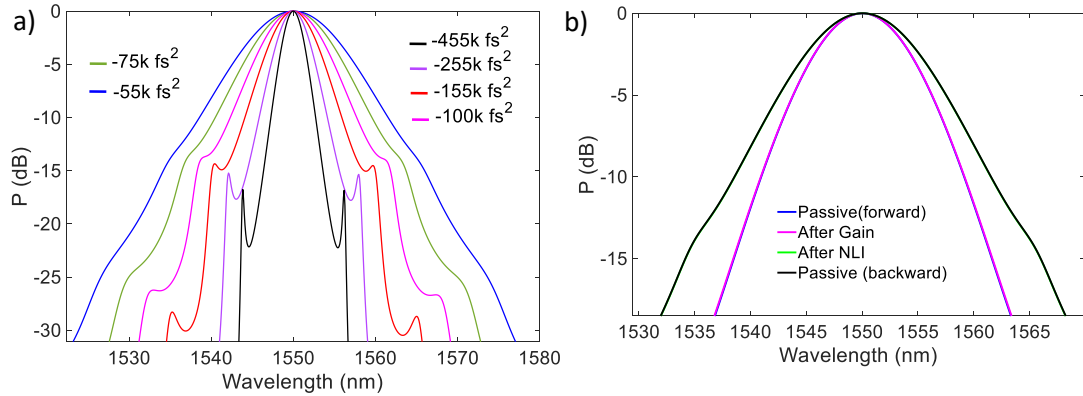 a)
b)
0
-5
-10
-15
-20
-25
-30
P (dB)
-75k fs²
-55k fs²
-455k fs²
-255k fs²
-155k fs²
-100k fs²
1530 1540 1550 1560 1570 1580
Wavelength (nm)
0
-5
-10
-15
P (dB)
Passive(forward)
After Gain
After NLI
Passive (backward)
1530 1535 1540 1545 1550 1555 1560 1565
Wavelength (nm)